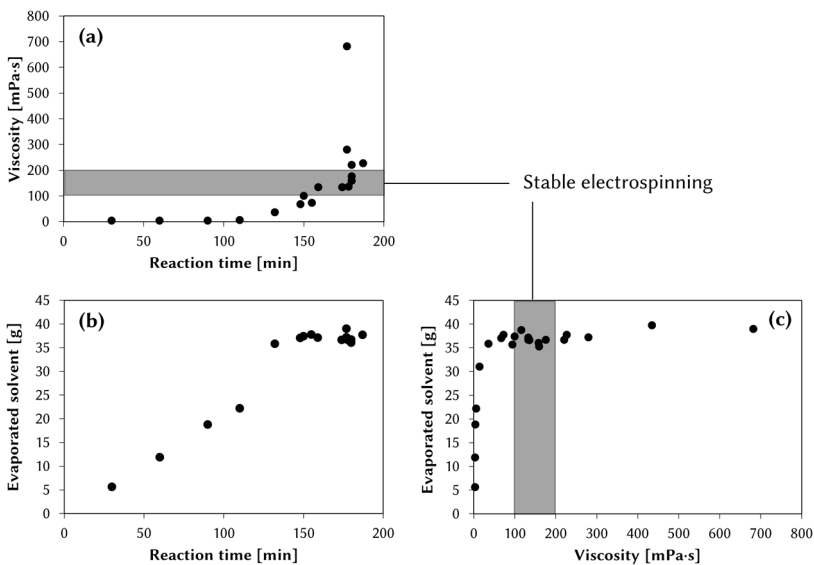 (a)
Viscosity [mPa·s]
800
700
600
500
400
300
200
100
0
0 50 100 150 200
Reaction time [min]
Stable electrospinning
(b)
Evaporated solvent [g]
45
40
35
30
25
20
15
10
5
0
0 50 100 150 200
Reaction time [min]
(c)
Evaporated solvent [g]
45
40
35
30
25
20
15
10
5
0
0 100 200 300 400 500 600 700 800
Viscosity [mPa·s]